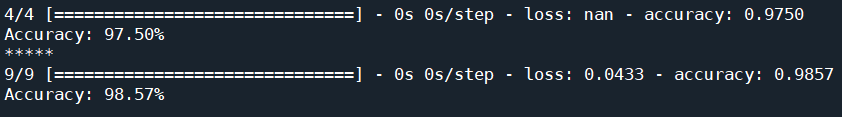 4/4 [==============================] - 0s 0s/step - loss: nan - accuracy: 0.9750
Accuracy: 97.50%
*****
9/9 [==============================] - 0s 0s/step - loss: 0.0433 - accuracy: 0.9857
Accuracy: 98.57%